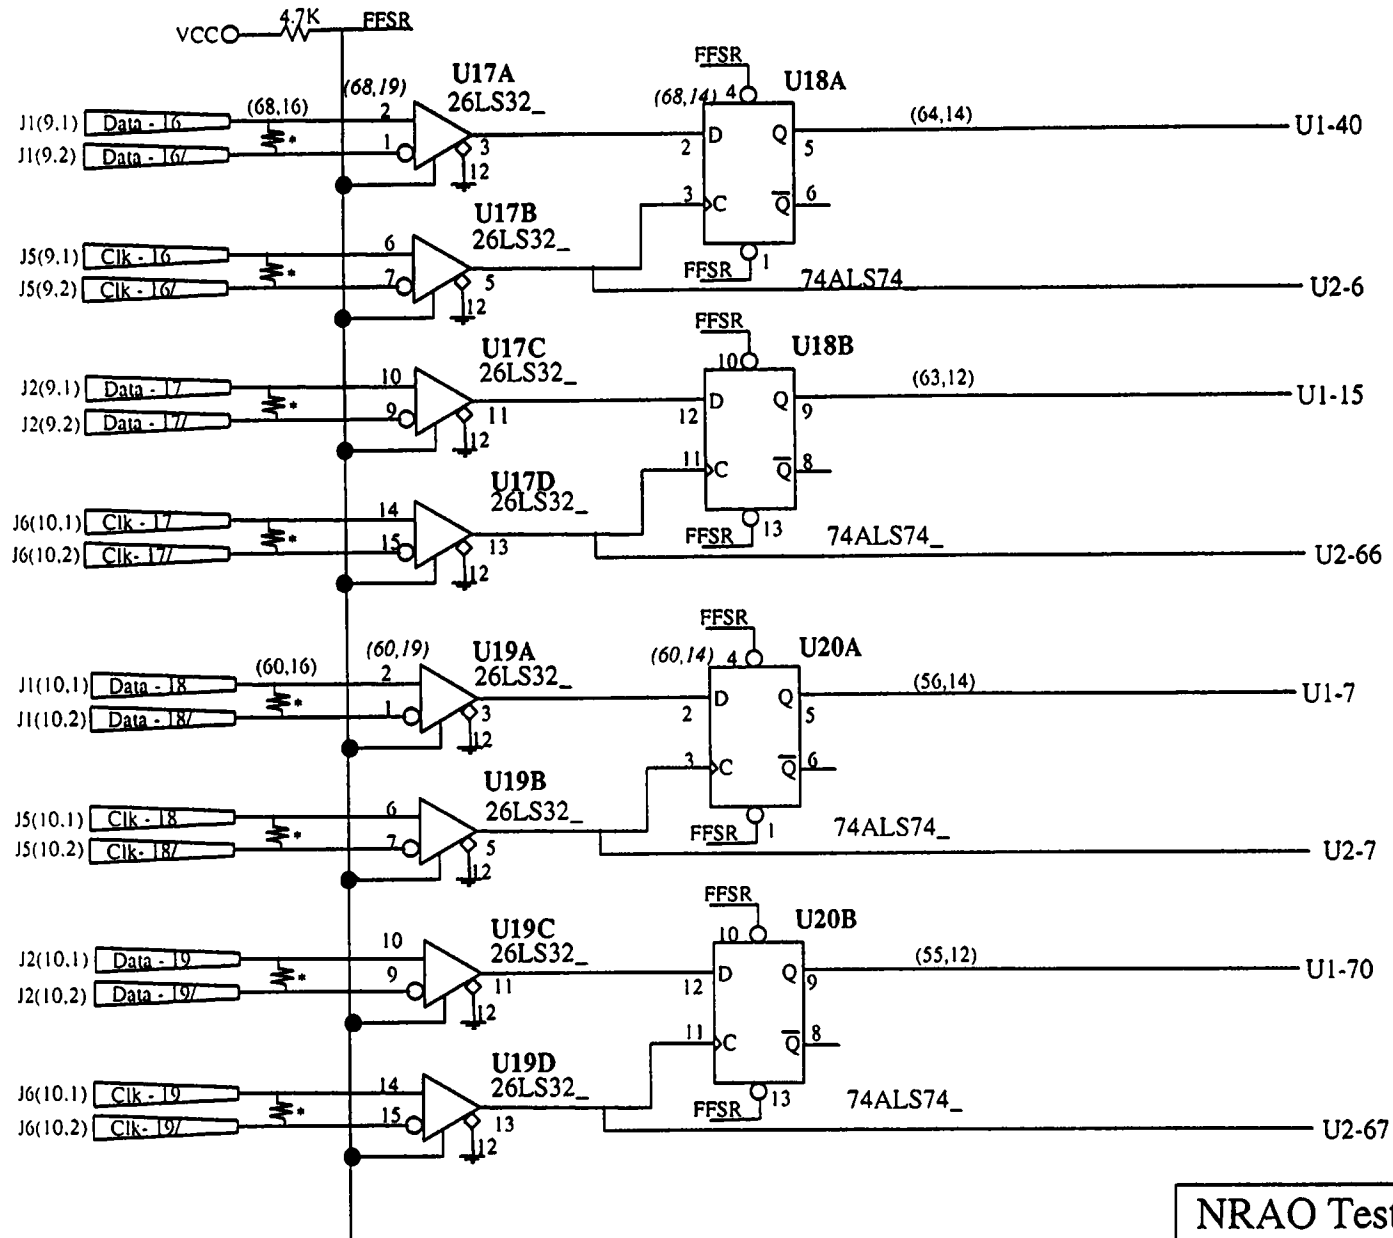 VCC 4.7K FFSR
J1(9,1) Data - 16 (68,16) (68,19) 2 U17A 26LS32_ 3 12
J1(9,2) Data - 16/ 1
FFSR (68,14) 4 U18A
2 D Q 5 (64,14) U1-40
3 C Q 6
FFSR 1 74ALS74_
J5(9,1) Clk - 16 6 U17B 26LS32_ 5 12
J5(9,2) Clk - 16/ 7
U2-6
J2(9,1) Data - 17 10 U17C 26LS32_ 11 12
J2(9,2) Data - 17/ 9
FFSR 10 U18B
12 D Q 9 (63,12) U1-15
11 C Q 8
FFSR 13 74ALS74_
J6(10,1) Clk - 17 14 U17D 26LS32_ 13 12
J6(10,2) Clk- 17/ 15
U2-66
J1(10,1) Data - 18 (60,16) (60,19) 2 U19A 26LS32_ 3 12
J1(10,2) Data - 18/ 1
FFSR (60,14) 4 U20A
2 D Q 5 (56,14) U1-7
3 C Q 6
FFSR 1 74ALS74_
J5(10,1) Clk - 18 6 U19B 26LS32_ 5 12
J5(10,2) Clk- 18/ 7
U2-7
J2(10,1) Data - 19 10 U19C 26LS32_ 11 12
J2(10,2) Data - 19/ 9
FFSR 10 U20B
12 D Q 9 (55,12) U1-70
11 C Q 8
FFSR 13 74ALS74_
J6(10,1) Clk - 19 14 U19D 26LS32_ 13 12
J6(10,2) Clk- 19/ 15
U2-67
NRAO Test